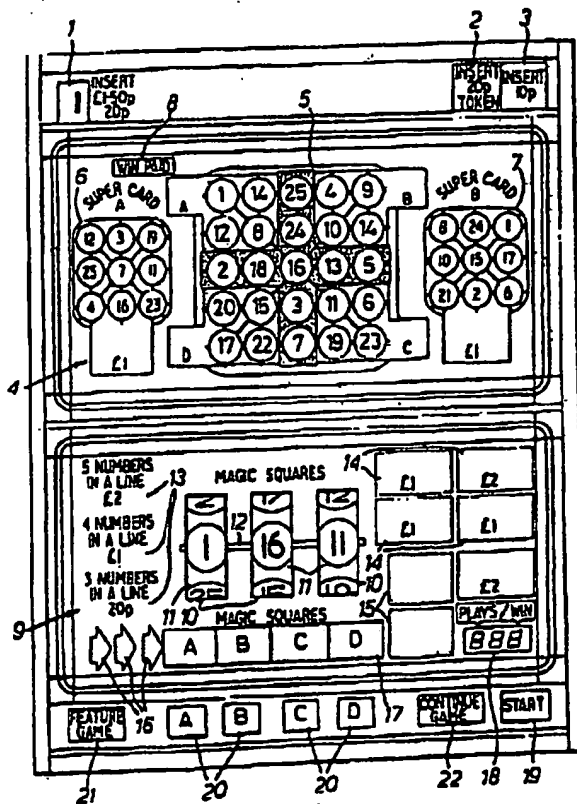 1
2 3
1
INSERT
£1-50p
20p
INSERT
20p
TOKEN
INSERT
10p
8
5
WIN PAID
6
SUPER CARD
A
12 3 19
7 11
4 16 23
£1
4
A
B
1 14 25 4 9
12 8 24 10 14
2 18 16 13 5
20 15 3 11 6
17 22 7 19 23
D
C
7
SUPER CARD
B
8 24 1
10 15 17
21 2 6
£1
5 NUMBERS
IN A LINE
£2
13
4 NUMBERS
IN A LINE
£1
3 NUMBERS
IN A LINE
20p
9
MAGIC SQUARES
12
1 16 11
11 10 11 10
MAGIC SQUARES
A B C D
16
17
14
£1 £2
£1 £1
14
15
£2
PLAYS/WIN
888
FEATURE
GAME
A B C D
CONTINUE
GAME
START
21 20 20 22 18 19